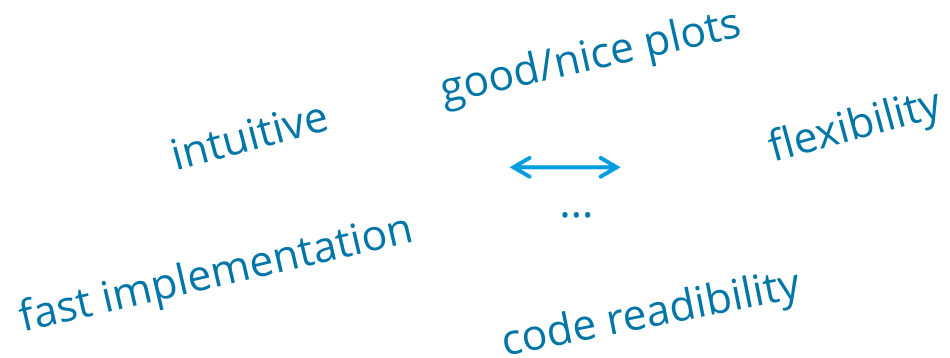 good/nice plots
intuitive
flexibility
...
fast implementation
code readibility